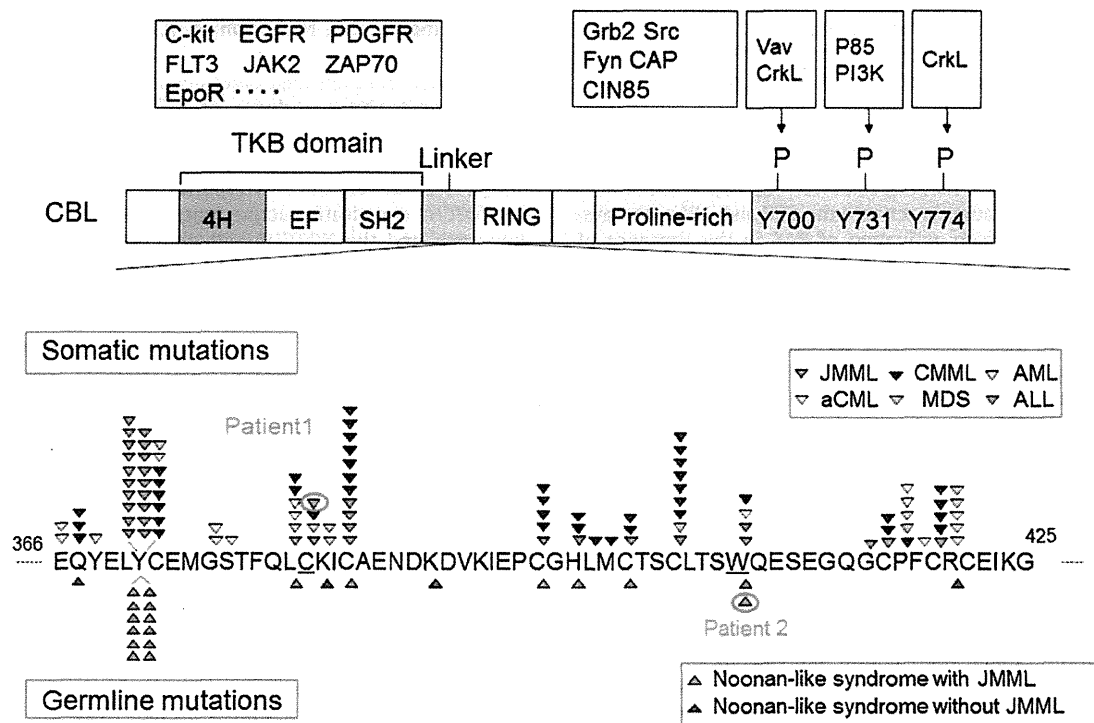 C-kit EGFR PDGFR
FLT3 JAK2 ZAP70
EpoR ····
Grb2 Src
Fyn CAP
CIN85
Vav
CrkL
P85
PI3K
CrkL
TKB domain
Linker
P P P
CBL
4H EF SH2 RING Proline-rich Y700 Y731 Y774
Somatic mutations
JMML CMML AML
aCML MDS ALL
Patient1
366 425
EQYELYCEMGSTFQLCKICAENDKDVKIEPCGHLMCTSCLTSWQESEGQGCPFCRCEIKG
Patient 2
Germline mutations
Noonan-like syndrome with JMML
Noonan-like syndrome without JMML